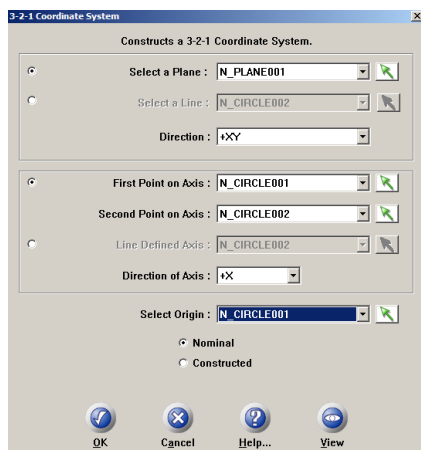 3-2-1 Coordinate System
Constructs a 3-2-1 Coordinate System.
Select a Plane : N_PLANE001
Select a Line : N_CIRCLE002
Direction : +XY
First Point on Axis : N_CIRCLE001
Second Point on Axis : N_CIRCLE002
Line Defined Axis : N_CIRCLE002
Direction of Axis : +X
Select Origin : N_CIRCLE001
Nominal
Constructed
OK Cancel Help... View